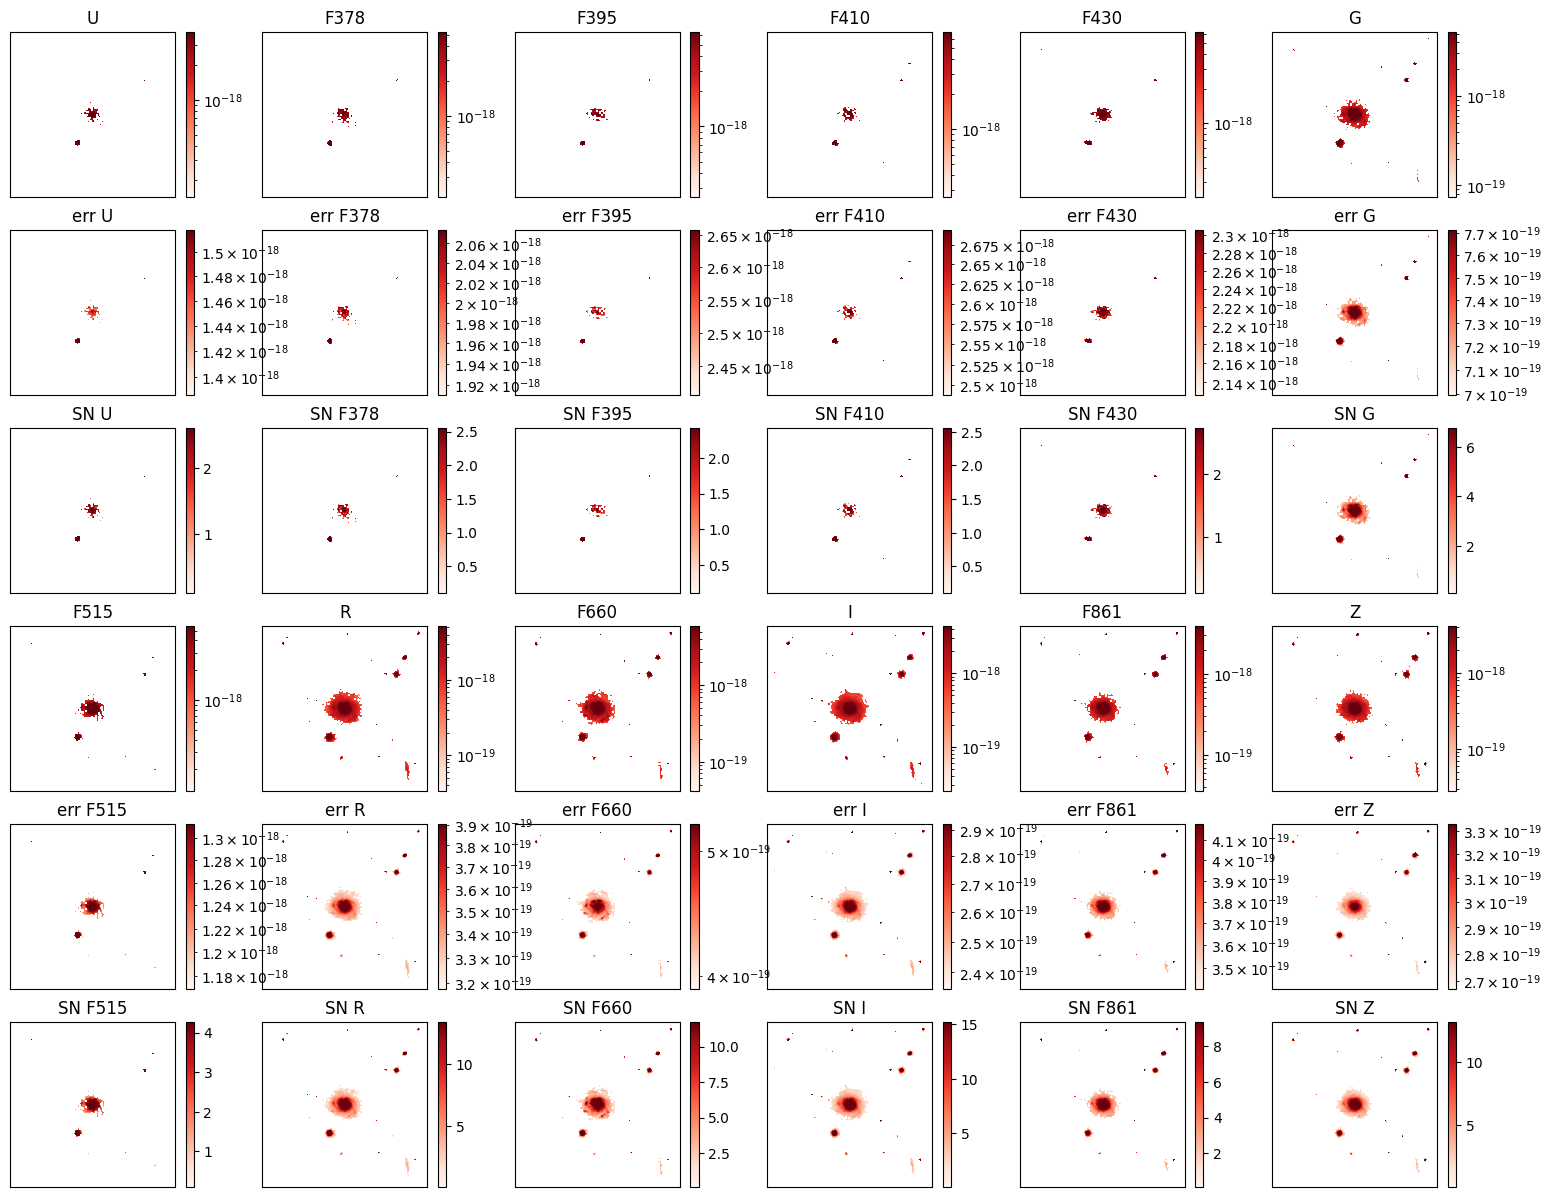 U F378 F395 F410 F430 G
10⁻¹⁸ 10⁻¹⁸ 10⁻¹⁸ 10⁻¹⁸ 10⁻¹⁸ 10⁻¹⁸
10⁻¹⁹
err U err F378 err F395 err F410 err F430 err G
1.5 × 10⁻¹⁸ 2.06 × 10⁻¹⁸ 2.65 × 10⁻¹⁸ 2.675 × 10⁻¹⁸ 2.3 × 10⁻¹⁸ 7.7 × 10⁻¹⁹
1.48 × 10⁻¹⁸ 2.04 × 10⁻¹⁸ 2.6 × 10⁻¹⁸ 2.65 × 10⁻¹⁸ 2.28 × 10⁻¹⁸ 7.6 × 10⁻¹⁹
1.46 × 10⁻¹⁸ 2.02 × 10⁻¹⁸ 2.55 × 10⁻¹⁸ 2.625 × 10⁻¹⁸ 2.26 × 10⁻¹⁸ 7.5 × 10⁻¹⁹
1.44 × 10⁻¹⁸ 2 × 10⁻¹⁸ 2.5 × 10⁻¹⁸ 2.6 × 10⁻¹⁸ 2.24 × 10⁻¹⁸ 7.4 × 10⁻¹⁹
1.42 × 10⁻¹⁸ 1.98 × 10⁻¹⁸ 2.45 × 10⁻¹⁸ 2.575 × 10⁻¹⁸ 2.22 × 10⁻¹⁸ 7.3 × 10⁻¹⁹
1.4 × 10⁻¹⁸ 1.96 × 10⁻¹⁸ 2.55 × 10⁻¹⁸ 2.2 × 10⁻¹⁸ 7.2 × 10⁻¹⁹
1.94 × 10⁻¹⁸ 2.525 × 10⁻¹⁸ 2.18 × 10⁻¹⁸ 7.1 × 10⁻¹⁹
1.92 × 10⁻¹⁸ 2.5 × 10⁻¹⁸ 2.16 × 10⁻¹⁸ 7 × 10⁻¹⁹
2.14 × 10⁻¹⁸
SN U SN F378 SN F395 SN F410 SN F430 SN G
2 2.5 2.0 2.5 2 6
1 2.0 1.5 2.0 1 4
1.5 1.0 1.5 2
1.0 0.5 1.0
0.5 0.5
F515 R F660 I F861 Z
10⁻¹⁸ 10⁻¹⁸ 10⁻¹⁸ 10⁻¹⁸ 10⁻¹⁸ 10⁻¹⁸
10⁻¹⁹ 10⁻¹⁹ 10⁻¹⁹ 10⁻¹⁹ 10⁻¹⁹
err F515 err R err F660 err I err F861 err Z
1.3 × 10⁻¹⁸ 3.9 × 10⁻¹⁹ 5 × 10⁻¹⁹ 2.9 × 10⁻¹⁹ 4.1 × 10⁻¹⁹ 3.3 × 10⁻¹⁹
1.28 × 10⁻¹⁸ 3.8 × 10⁻¹⁹ 4 × 10⁻¹⁹ 2.8 × 10⁻¹⁹ 4 × 10⁻¹⁹ 3.2 × 10⁻¹⁹
1.26 × 10⁻¹⁸ 3.7 × 10⁻¹⁹ 2.7 × 10⁻¹⁹ 3.9 × 10⁻¹⁹ 3.1 × 10⁻¹⁹
1.24 × 10⁻¹⁸ 3.6 × 10⁻¹⁹ 2.6 × 10⁻¹⁹ 3.8 × 10⁻¹⁹ 3 × 10⁻¹⁹
1.22 × 10⁻¹⁸ 3.5 × 10⁻¹⁹ 2.5 × 10⁻¹⁹ 3.7 × 10⁻¹⁹ 2.9 × 10⁻¹⁹
1.2 × 10⁻¹⁸ 3.4 × 10⁻¹⁹ 2.4 × 10⁻¹⁹ 3.6 × 10⁻¹⁹ 2.8 × 10⁻¹⁹
1.18 × 10⁻¹⁸ 3.3 × 10⁻¹⁹ 3.5 × 10⁻¹⁹ 2.7 × 10⁻¹⁹
3.2 × 10⁻¹⁹
SN F515 SN R SN F660 SN I SN F861 SN Z
4 10 10.0 15 8 10
3 5 7.5 10 6 5
2 5.0 5 4
1 2.5 2